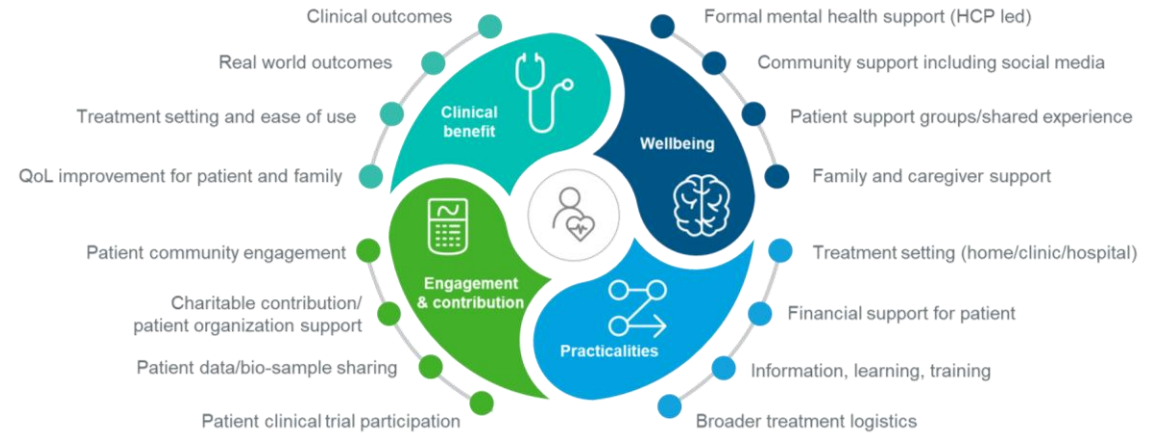 Clinical outcomes
Real world outcomes
Treatment setting and ease of use
QoL improvement for patient and family
Clinical
benefit
Formal mental health support (HCP led)
Community support including social media
Patient support groups/shared experience
Family and caregiver support
Wellbeing
Patient community engagement
Charitable contribution/
patient organization support
Patient data/bio-sample sharing
Patient clinical trial participation
Engagement
& contribution
Treatment setting (home/clinic/hospital)
Financial support for patient
Information, learning, training
Broader treatment logistics
Practicalities